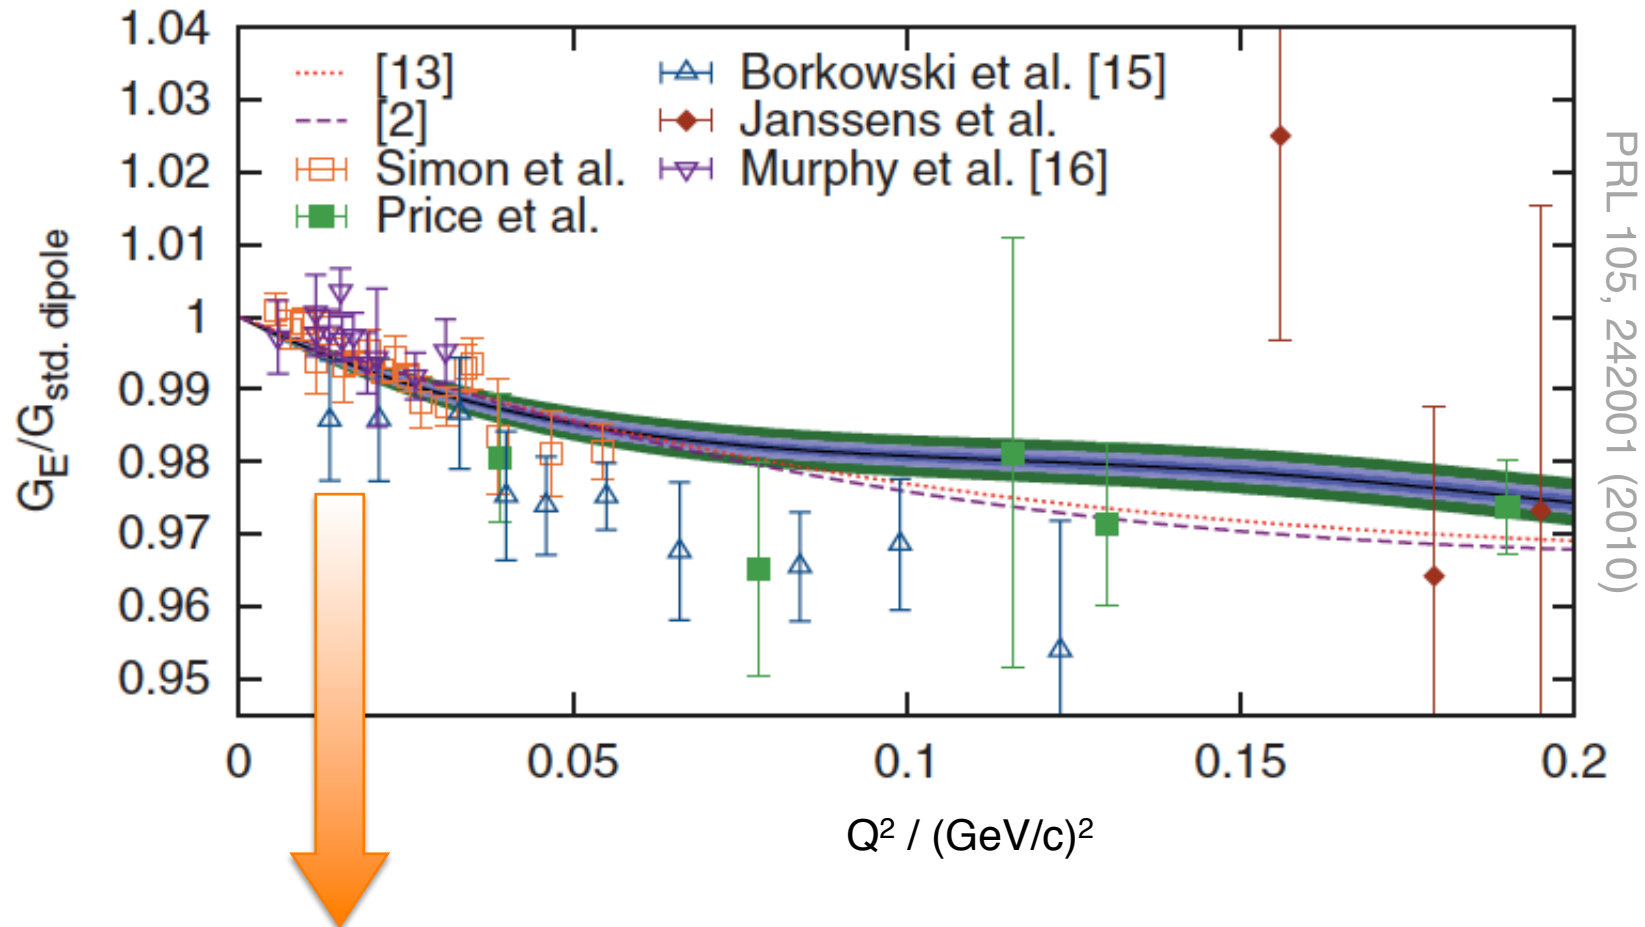 1.04
1.03
1.02
1.01
1
0.99
0.98
0.97
0.96
0.95
G_E/G_std. dipole
[13]
[2]
Simon et al.
Price et al.
Borkowski et al. [15]
Janssens et al.
Murphy et al. [16]
0 0.05 0.1 0.15 0.2
Q² / (GeV/c)²
PRL 105, 242001 (2010)